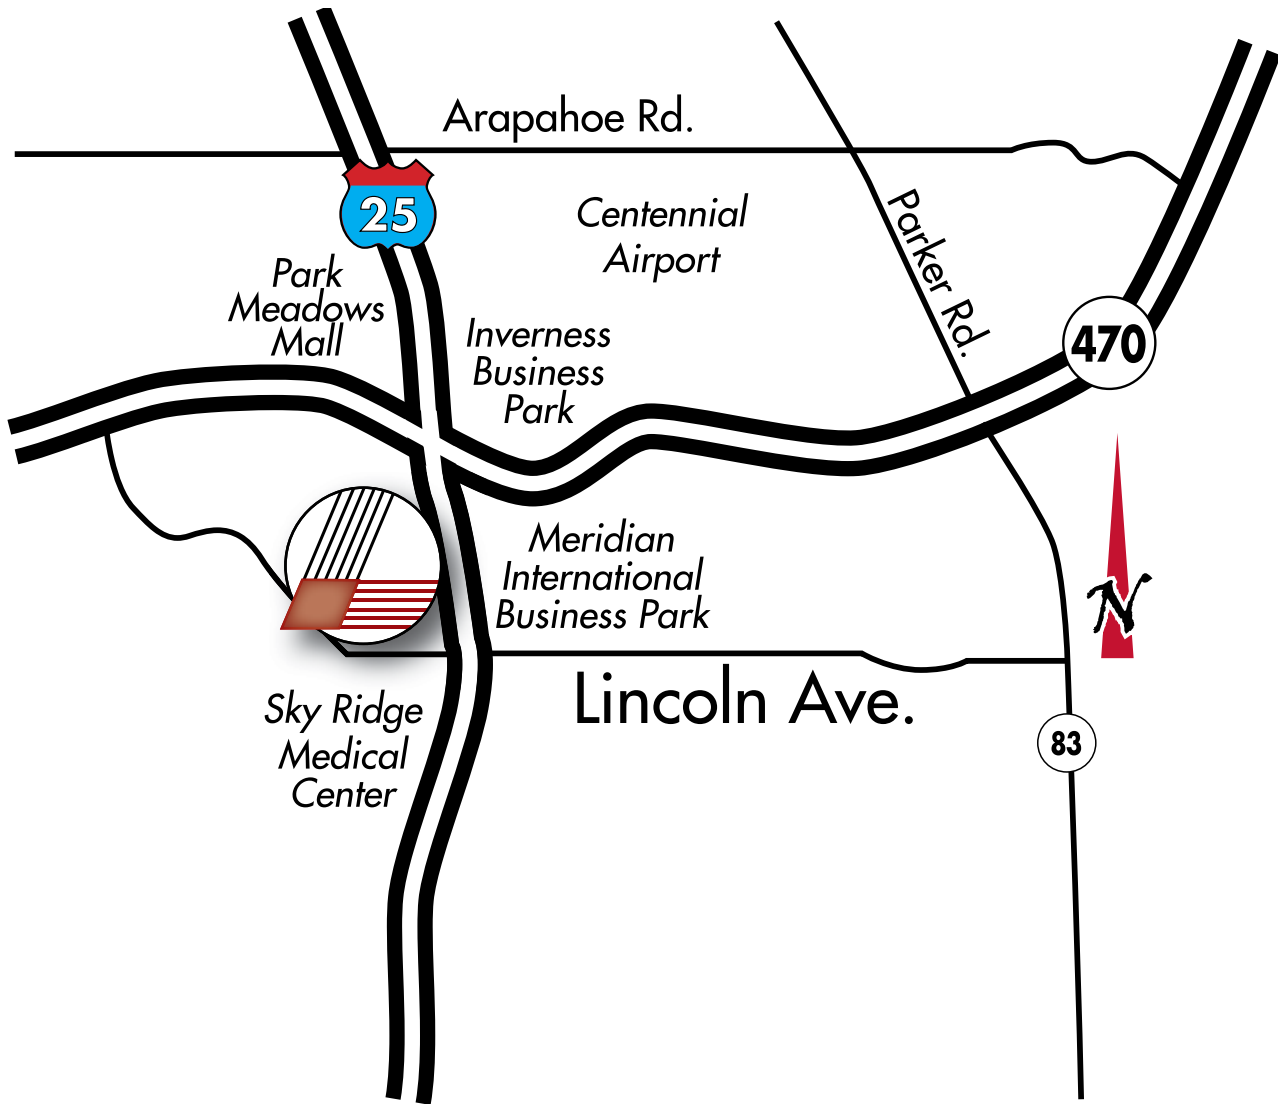 Arapahoe Rd.
25
Centennial
Airport
Parker Rd.
Park
Meadows
Mall
Inverness
Business
Park
470
Meridian
International
Business Park
N
Lincoln Ave.
Sky Ridge
Medical
Center
83